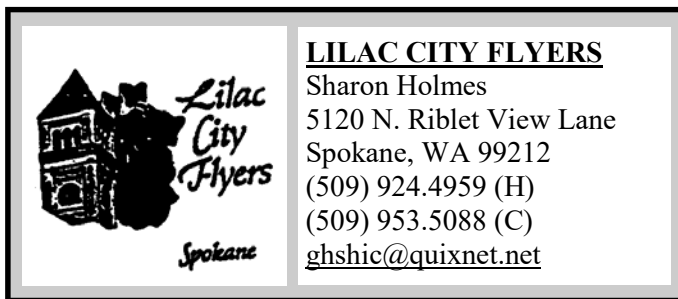 Lilac
City
Flyers
Spokane
LILAC CITY FLYERS
Sharon Holmes
5120 N. Riblet View Lane
Spokane, WA 99212
(509) 924.4959 (H)
(509) 953.5088 (C)
ghshic@quixnet.net